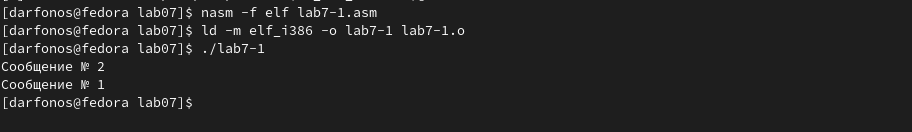 [darfonos@fedora lab07]$ nasm -f elf lab7-1.asm
[darfonos@fedora lab07]$ ld -m elf_i386 -o lab7-1 lab7-1.o
[darfonos@fedora lab07]$ ./lab7-1
Сообщение № 2
Сообщение № 1
[darfonos@fedora lab07]$